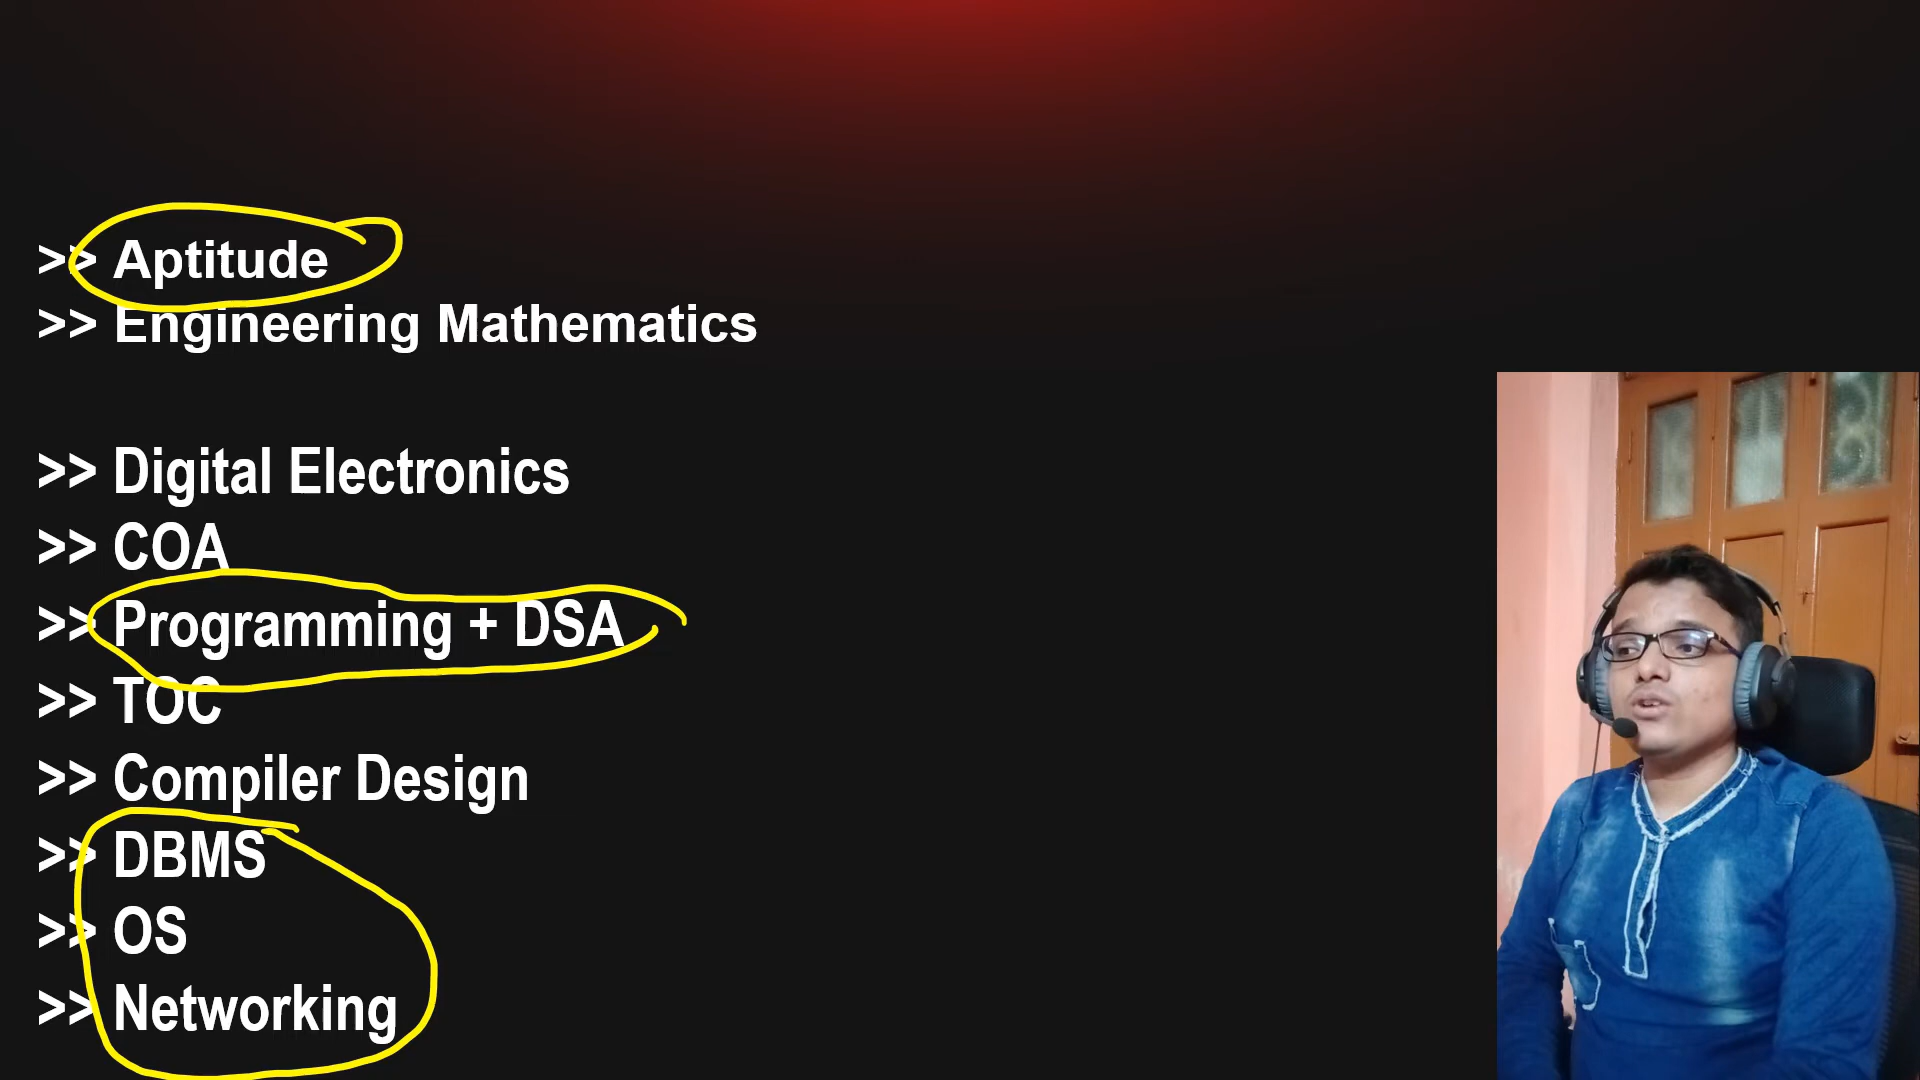 >> Aptitude
>> Engineering Mathematics
>> Digital Electronics
>> COA
>> Programming + DSA
>> TOC
>> Compiler Design
>> DBMS
>> OS
>> Networking